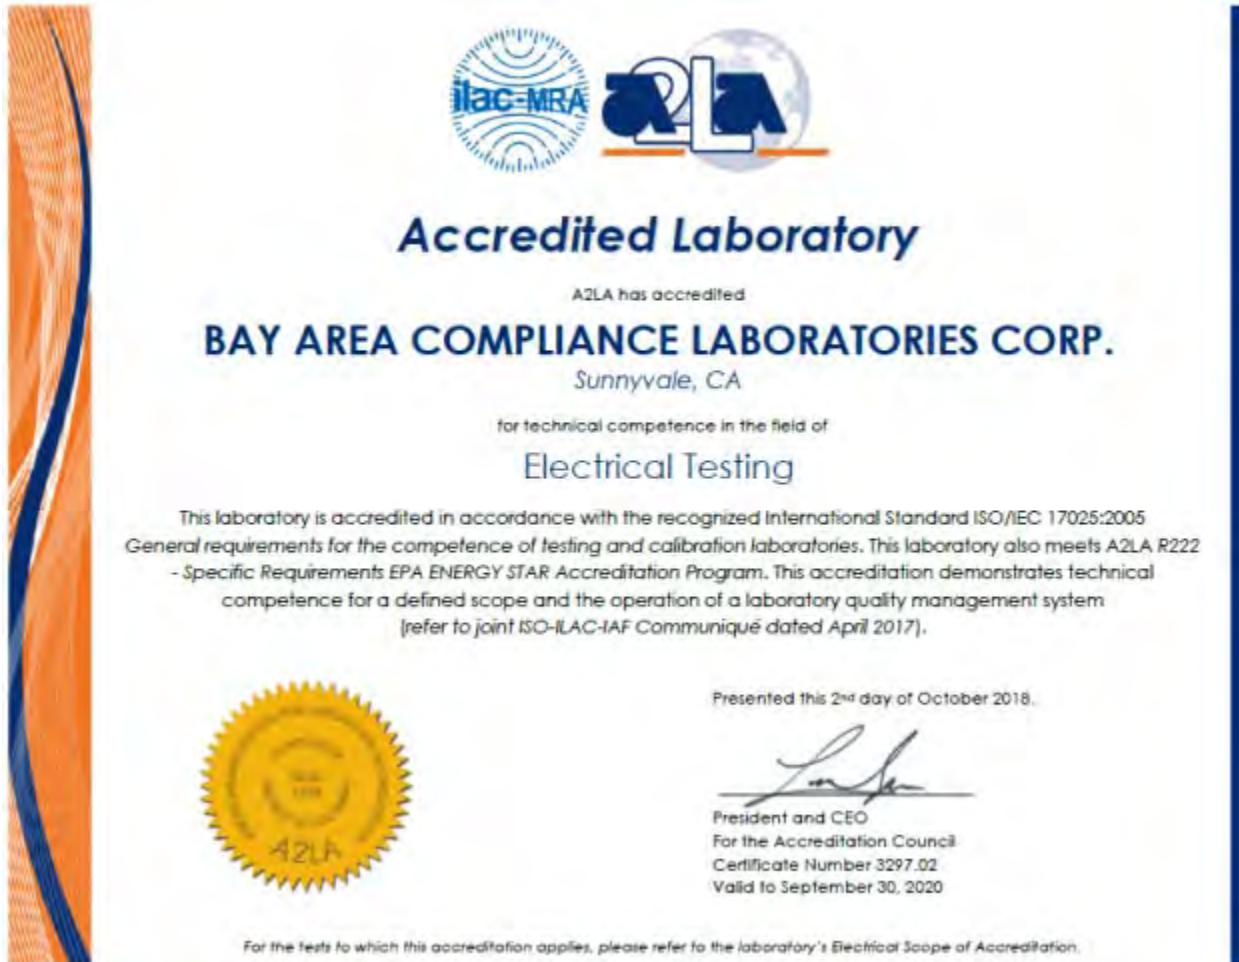 ilac-MRA
A2LA
Accredited Laboratory
A2LA has accredited
BAY AREA COMPLIANCE LABORATORIES CORP.
Sunnyvale, CA
for technical competence in the field of
Electrical Testing
This laboratory is accredited in accordance with the recognized International Standard ISO/IEC 17025:2005
General requirements for the competence of testing and calibration laboratories. This laboratory also meets A2LA R222
- Specific Requirements EPA ENERGY STAR Accreditation Program. This accreditation demonstrates technical
competence for a defined scope and the operation of a laboratory quality management system
(refer to joint ISO-ILAC-IAF Communiqué dated April 2017).
Presented this 2nd day of October 2018.
President and CEO
For the Accreditation Council
Certificate Number 3297.02
Valid to September 30, 2020
A2LA
For the tests to which this accreditation applies, please refer to the laboratory's Electrical Scope of Accreditation.